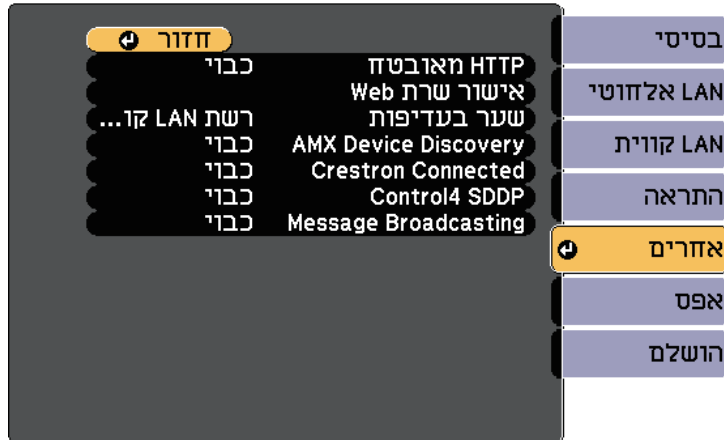 חזור
HTTP מאובטח כבוי
אישור שרת Web
שער בעדיפות רשת LAN קו...
AMX Device Discovery כבוי
Crestron Connected כבוי
Control4 SDDP כבוי
Message Broadcasting כבוי
בסיסי
LAN אלחוטי
LAN קווית
התראה
אחרים
אפס
הושלם